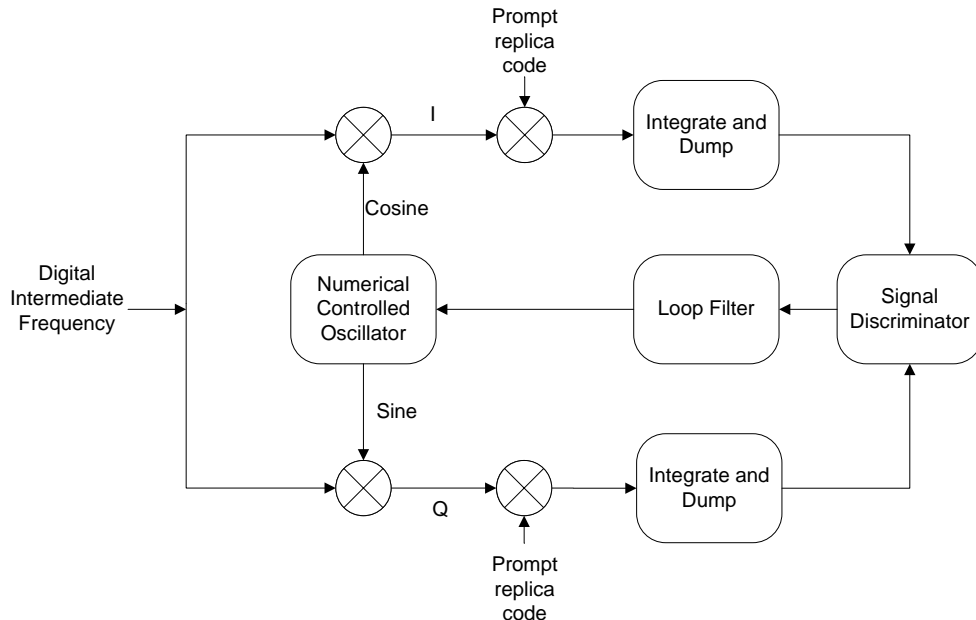 Prompt
replica
code
I
Integrate and
Dump
Cosine
Digital
Intermediate
Frequency
Numerical
Controlled
Oscillator
Loop Filter
Signal
Discriminator
Sine
Integrate and
Dump
Q
Prompt
replica
code